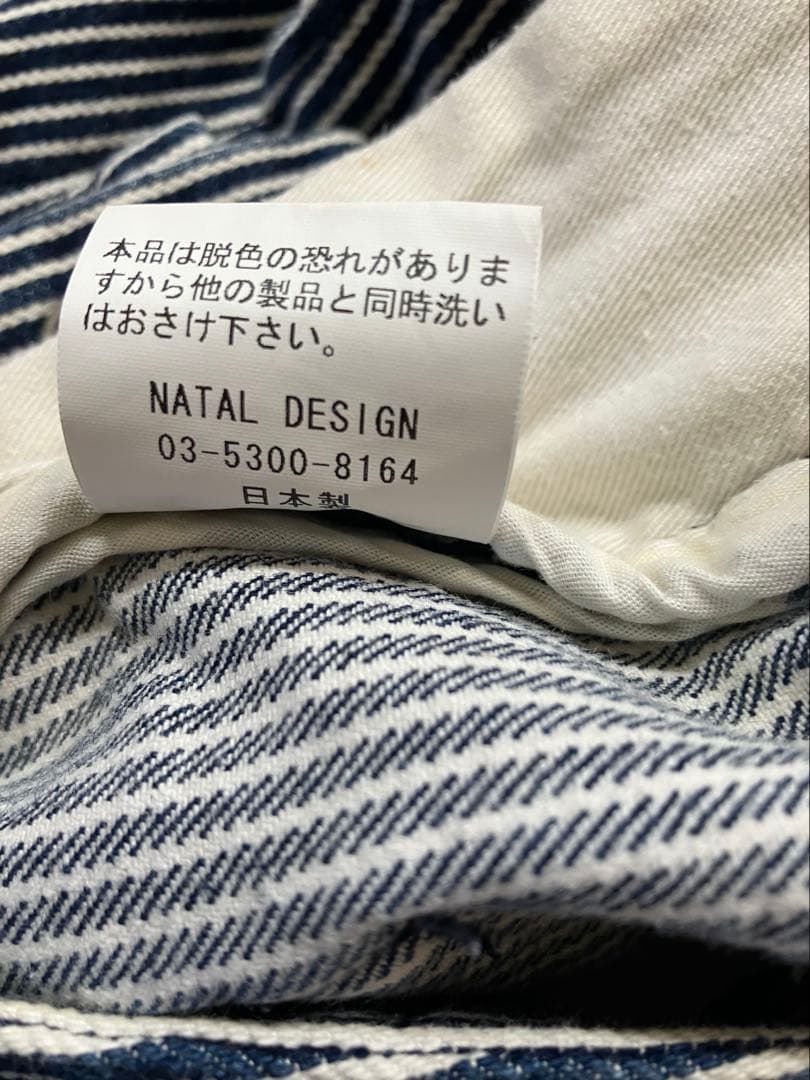 本品は脱色の恐れがありま
すから他の製品と同時洗い
はおさけ下さい。
NATAL DESIGN
03-5300-8164
日本製